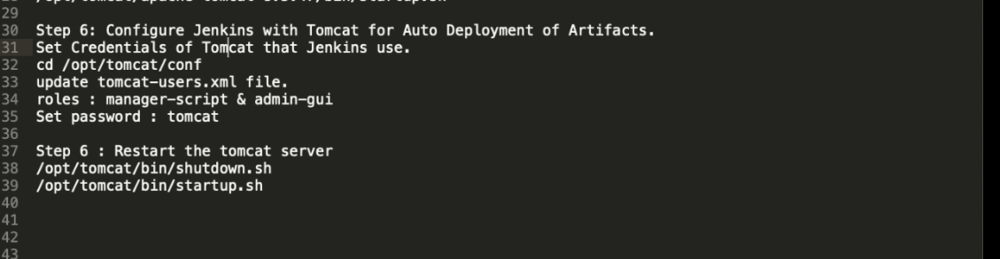 29
30 Step 6: Configure Jenkins with Tomcat for Auto Deployment of Artifacts.
31 Set Credentials of Tomcat that Jenkins use.
32 cd /opt/tomcat/conf
33 update tomcat-users.xml file.
34 roles : manager-script & admin-gui
35 Set password : tomcat
36
37 Step 6 : Restart the tomcat server
38 /opt/tomcat/bin/shutdown.sh
39 /opt/tomcat/bin/startup.sh
40
41
42
43